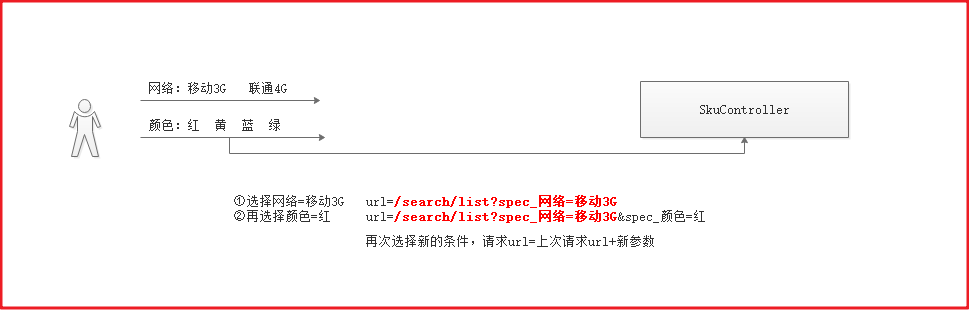 网络：移动3G 联通4G
颜色：红 黄 蓝 绿
SkuController
①选择网络=移动3G url=/search/list?spec_网络=移动3G
②再选择颜色=红 url=/search/list?spec_网络=移动3G&spec_颜色=红
再次选择新的条件，请求url=上次请求url+新参数